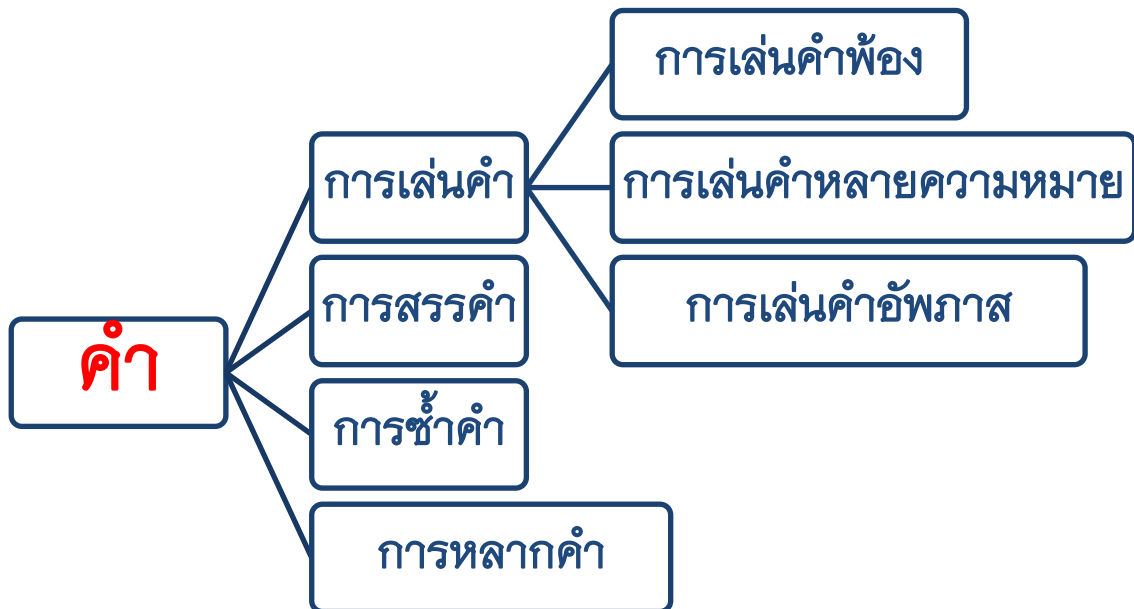 การเล่นคำพ้อง
การเล่นคำ
การเล่นคำหลายความหมาย
การสรรคำ
การเล่นคำอัพภาส
คำ
การซ้ำคำ
การหลากคำ